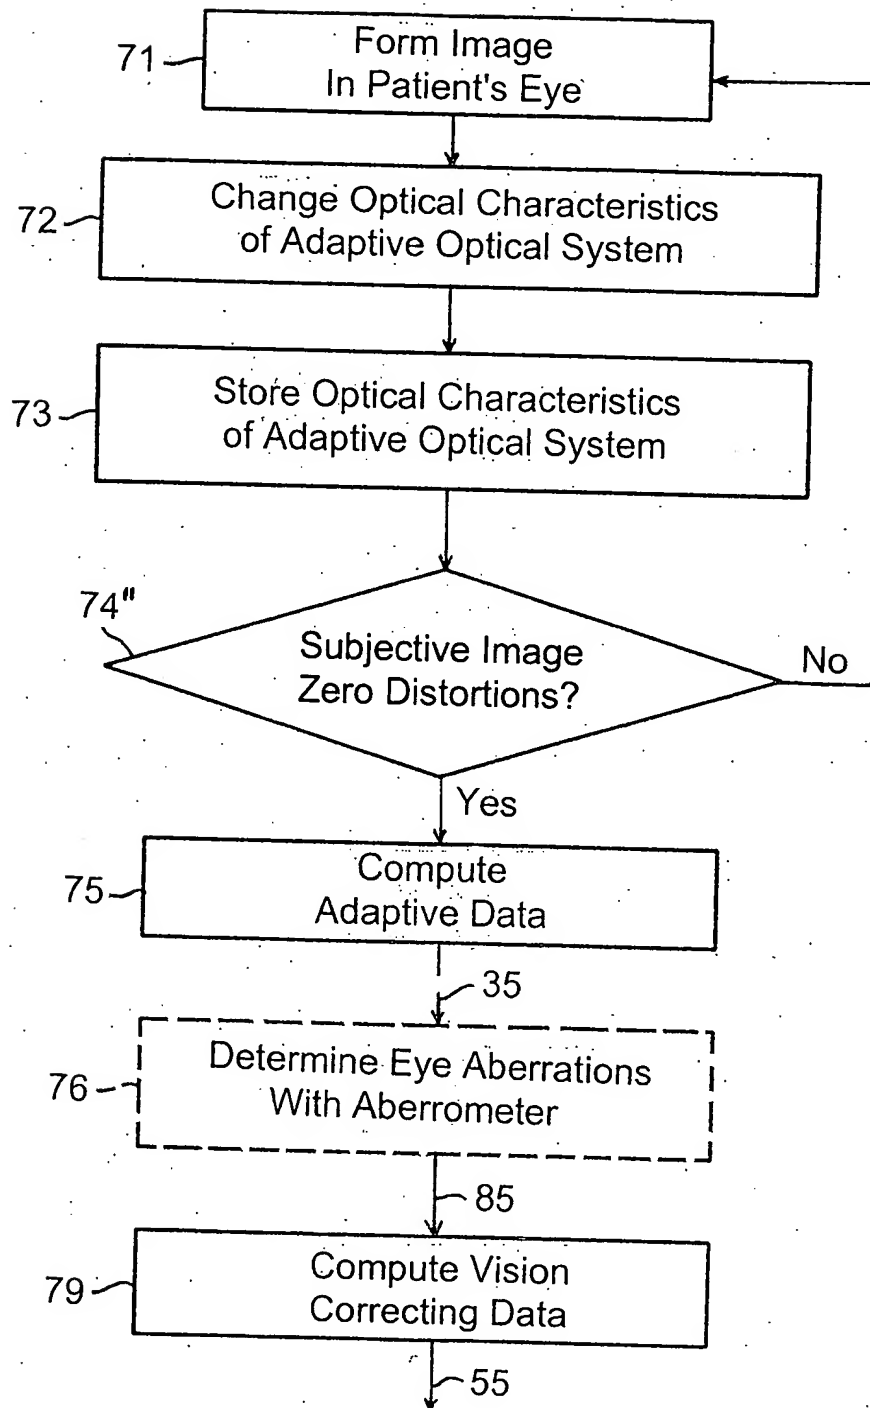 71
Form Image
In Patient's Eye
72
Change Optical Characteristics
of Adaptive Optical System
73
Store Optical Characteristics
of Adaptive Optical System
74"
Subjective Image
Zero Distortions?
No
Yes
75
Compute
Adaptive Data
35
76
Determine Eye Aberrations
With Aberrometer
85
79
Compute Vision
Correcting Data
55